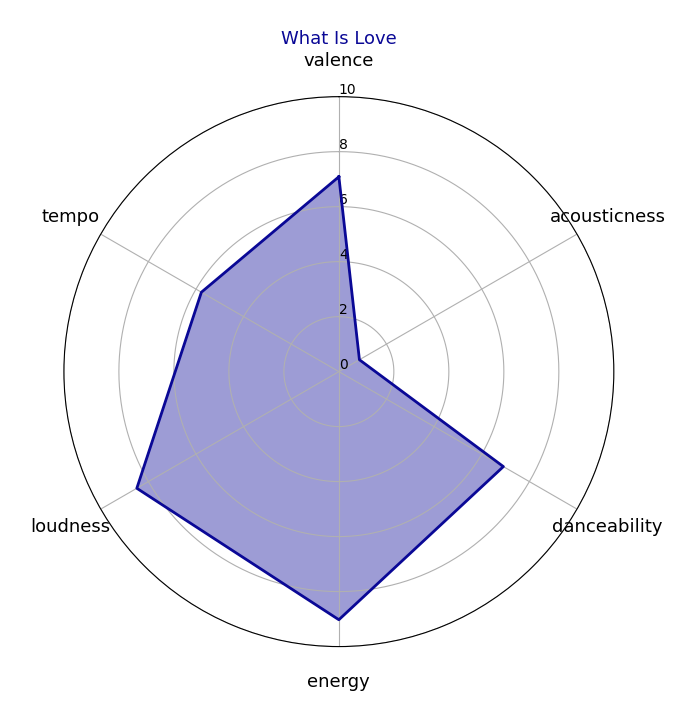 What Is Love
valence
10
8
6
4
2
0
tempo
acousticness
loudness
danceability
energy